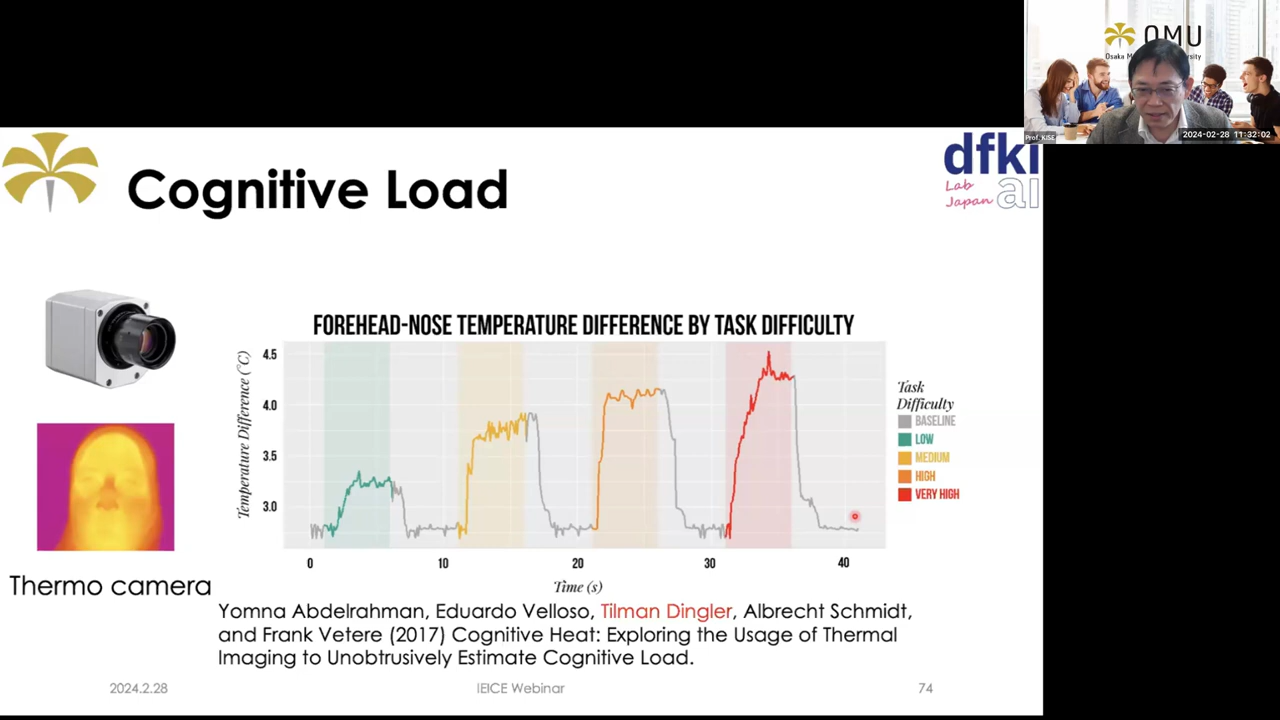 OMU
Prof. KISE
2024-02-28 11:32:02
dfki
ai
Lab
Japan
Cognitive Load
FOREHEAD-NOSE TEMPERATURE DIFFERENCE BY TASK DIFFICULTY
Temperature Difference (°C)
4.5
4.0
3.5
3.0
0
10
20
30
40
Time (s)
Task
Difficulty
BASELINE
LOW
MEDIUM
HIGH
VERY HIGH
Thermo camera
Yomna Abdelrahman, Eduardo Velloso, Tilman Dingler, Albrecht Schmidt,
and Frank Vetere (2017) Cognitive Heat: Exploring the Usage of Thermal
Imaging to Unobtrusively Estimate Cognitive Load.
2024.2.28
IEICE Webinar
74